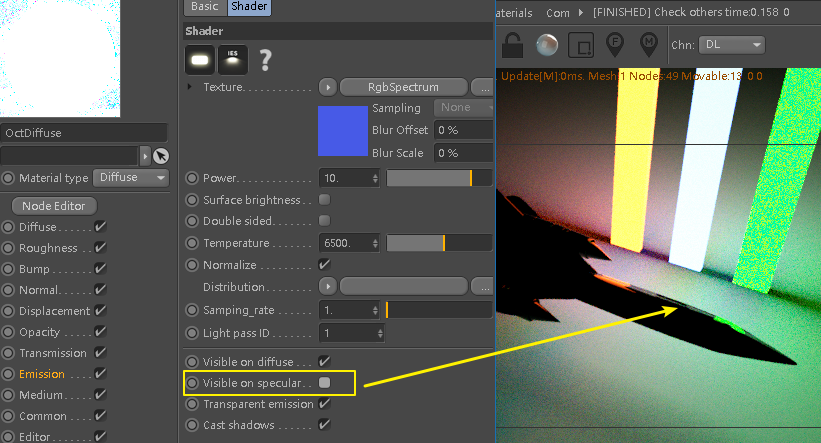 Basic Shader
Shader
IES
?
Texture. RgbSpectrum ...
Sampling None
Blur Offset 0 %
Blur Scale 0 %
Power 10.
Surface brightness
Double sided.
Temperature 6500.
Normalize
Distribution ...
Samping_rate 1.
Light pass ID 1
Visible on diffuse
Visible on specular.
Transparent emission
Cast shadows
OctDiffuse
Material type Diffuse
Node Editor
Diffuse
Roughness
Bump
Normal
Displacement
Opacity
Transmission
Emission
Medium
Common
Editor
aterials Com [FINISHED] Check others time:0.158 0
F M Chn: DL
Update[M]:0ms. Mesh:1 Nodes:49 Movable:13 0 0